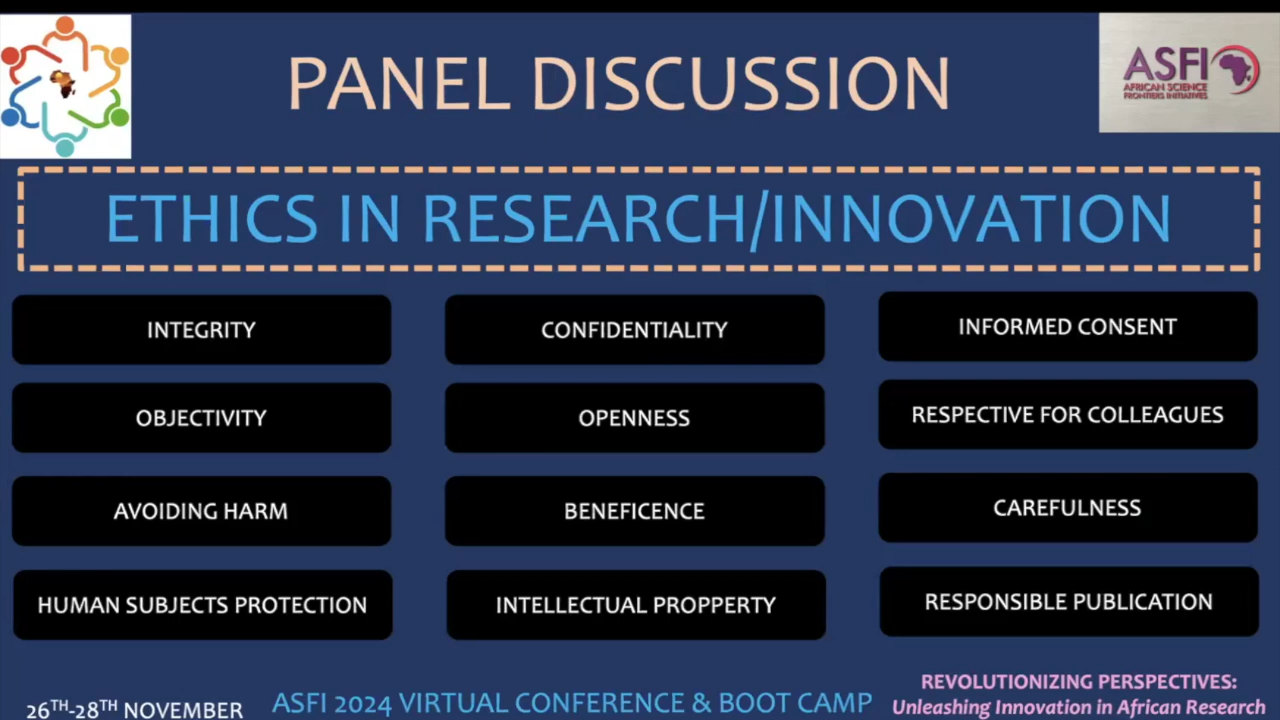 PANEL DISCUSSION
ASFI
AFRICAN SCIENCE
FRONTIERS INITIATIVES
ETHICS IN RESEARCH/INNOVATION
INTEGRITY
CONFIDENTIALITY
INFORMED CONSENT
OBJECTIVITY
OPENNESS
RESPECTIVE FOR COLLEAGUES
AVOIDING HARM
BENEFICENCE
CAREFULNESS
HUMAN SUBJECTS PROTECTION
INTELLECTUAL PROPPERTY
RESPONSIBLE PUBLICATION
26TH-28TH NOVEMBER
ASFI 2024 VIRTUAL CONFERENCE & BOOT CAMP
REVOLUTIONIZING PERSPECTIVES:
Unleashing Innovation in African Research